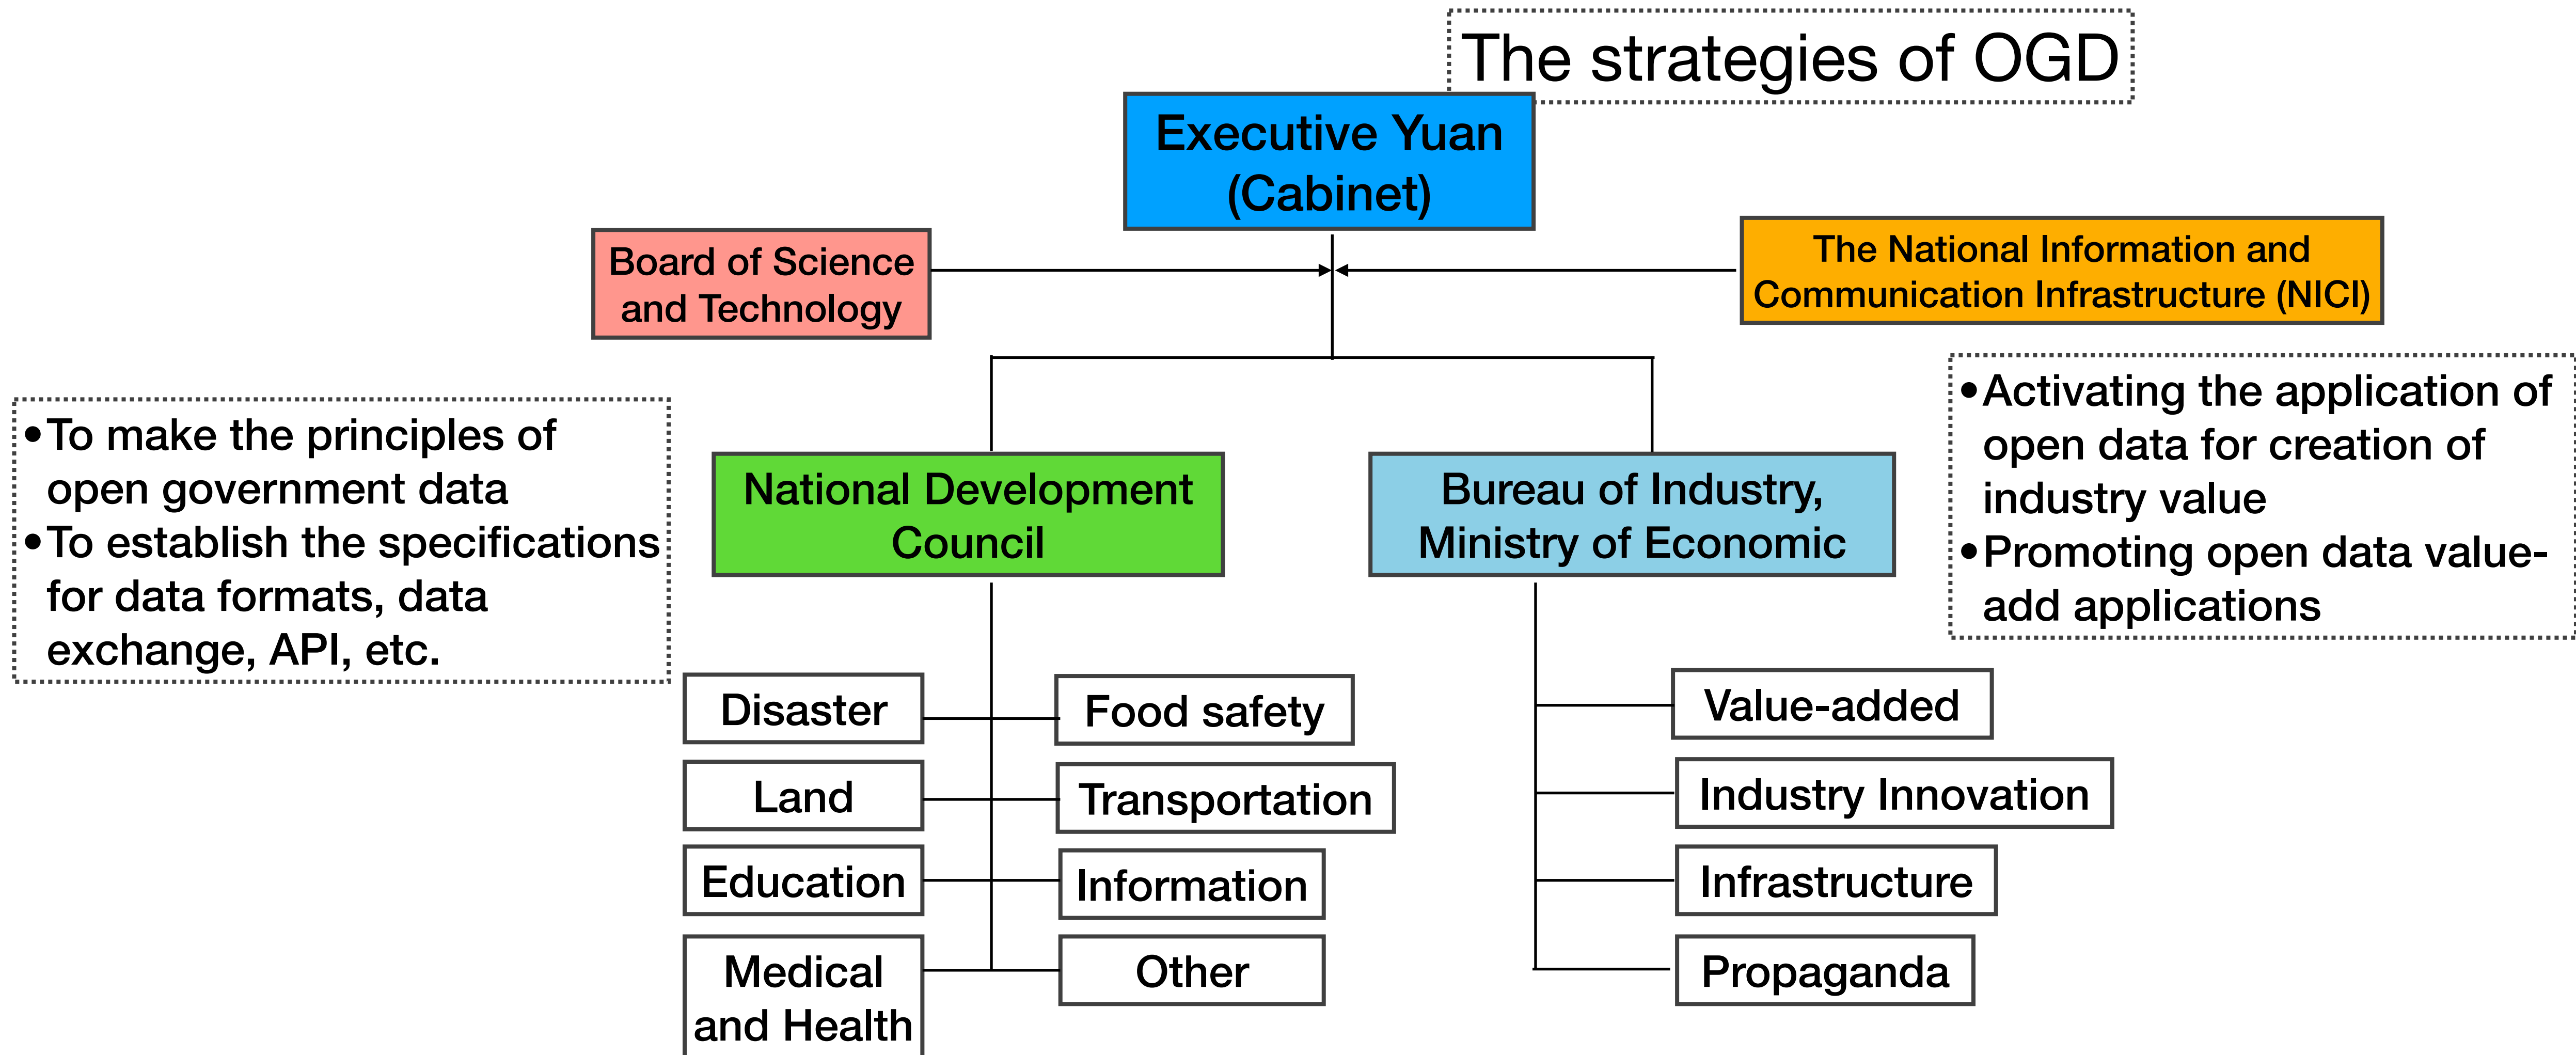 The strategies of OGD
Executive Yuan
(Cabinet)
Board of Science
and Technology
The National Information and
Communication Infrastructure (NICI)
•To make the principles of
open government data
•To establish the specifications
for data formats, data
exchange, API, etc.
National Development
Council
Bureau of Industry,
Ministry of Economic
•Activating the application of
open data for creation of
industry value
•Promoting open data value-
add applications
Disaster
Food safety
Land
Transportation
Education
Information
Medical
and Health
Other
Value-added
Industry Innovation
Infrastructure
Propaganda